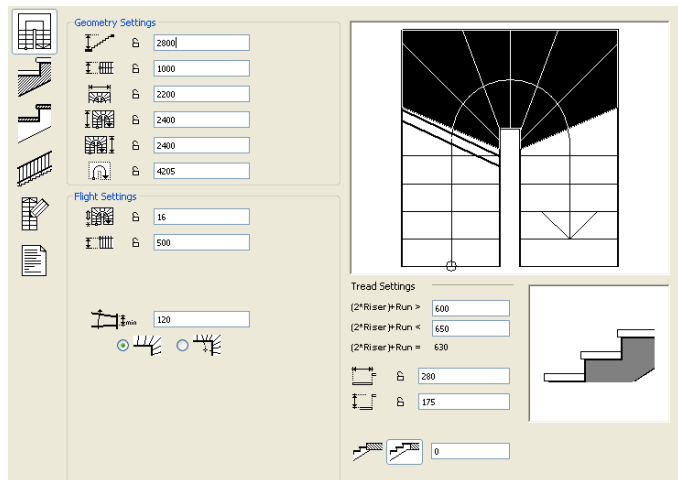 Geometry Settings
2800
1000
2200
2400
2400
4205
Flight Settings
16
500
min
120
Tread Settings
(2*Riser)+Run > 600
(2*Riser)+Run < 650
(2*Riser)+Run = 630
280
175
0